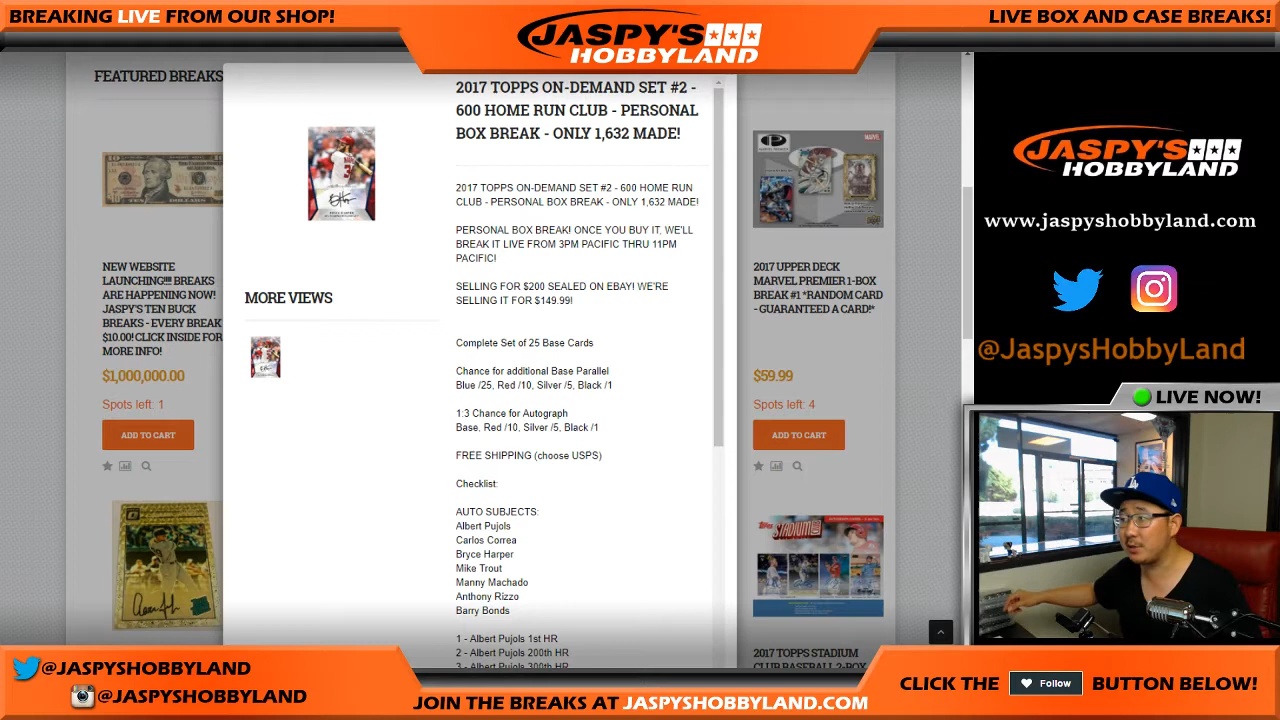 BREAKING LIVE FROM OUR SHOP!
JASPY'S
HOBBYLAND
LIVE BOX AND CASE BREAKS!
FEATURED BREAKS
NEW WEBSITE
LAUNCHING!!!! BREAKS
ARE HAPPENING NOW!
JASPY'S TEN BUCK
BREAKS - EVERY BREAK
$10.00! CLICK INSIDE FOR
MORE INFO!
$1,000,000.00
Spots left: 1
ADD TO CART
2017 TOPPS ON-DEMAND SET #2 -
600 HOME RUN CLUB - PERSONAL
BOX BREAK - ONLY 1,632 MADE!
MORE VIEWS
2017 TOPPS ON-DEMAND SET #2 - 600 HOME RUN
CLUB - PERSONAL BOX BREAK - ONLY 1,632 MADE!
PERSONAL BOX BREAK! ONCE YOU BUY IT, WE'LL
BREAK IT LIVE FROM 3PM PACIFIC THRU 11PM
PACIFIC!
SELLING FOR $200 SEALED ON EBAY! WE'RE
SELLING IT FOR $149.99!
Complete Set of 25 Base Cards
Chance for additional Base Parallel
Blue /25, Red /10, Silver /5, Black /1
1:3 Chance for Autograph
Base, Red /10, Silver /5, Black /1
FREE SHIPPING (choose USPS)
Checklist:
AUTO SUBJECTS:
Albert Pujols
Carlos Correa
Bryce Harper
Mike Trout
Manny Machado
Anthony Rizzo
Barry Bonds
1 - Albert Pujols 1st HR
2 - Albert Pujols 200th HR
3 - Albert Pujols 300th HR
MARVEL
2017 UPPER DECK
MARVEL PREMIER 1-BOX
BREAK #1 *RANDOM CARD
- GUARANTEED A CARD!*
$59.99
Spots left: 4
ADD TO CART
STADIUM
2017 TOPPS STADIUM
CLUB BASEBALL 2-BOX
JASPY'S
HOBBYLAND
www.jaspyshobbyland.com
@JaspysHobbyLand
LIVE NOW!
@JASPYSHOBBYLAND
@JASPYSHOBBYLAND
JOIN THE BREAKS AT JASPYSHOBBYLAND.COM
CLICK THE Follow BUTTON BELOW!